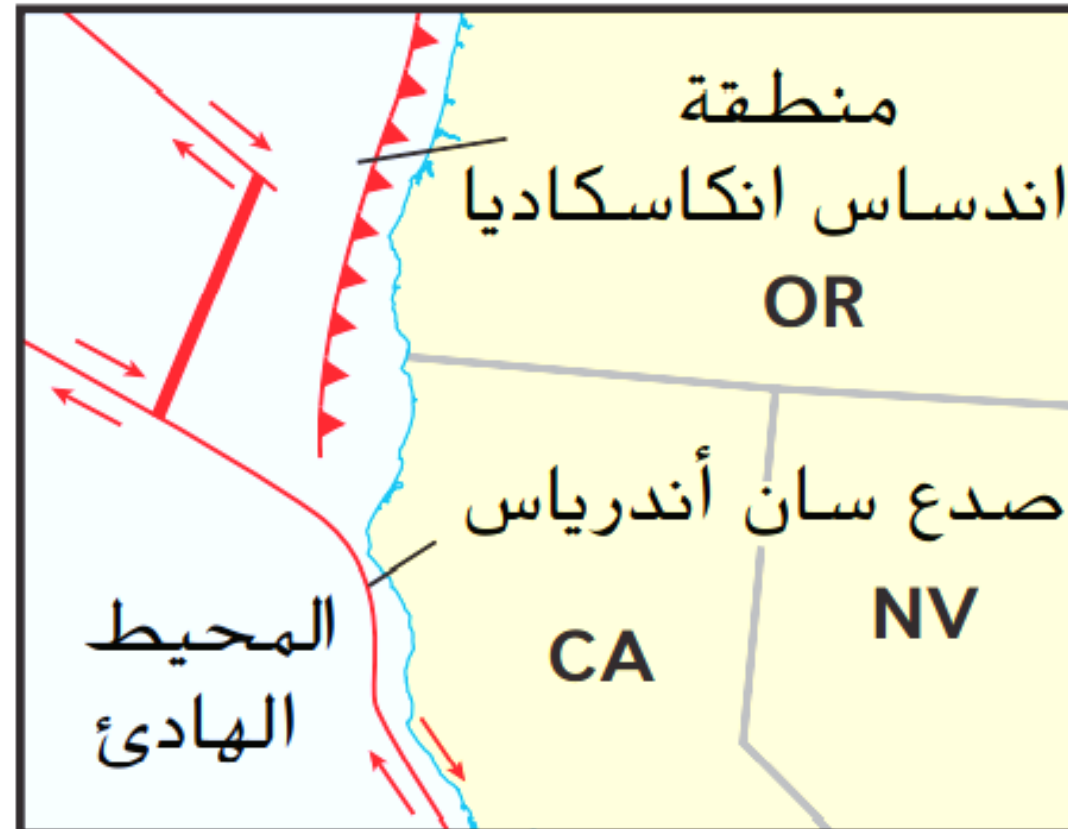 منطقة
اندساس انكاسكاديا
OR
صدع سان أندرياس
NV
CA
المحيط
الهادئ